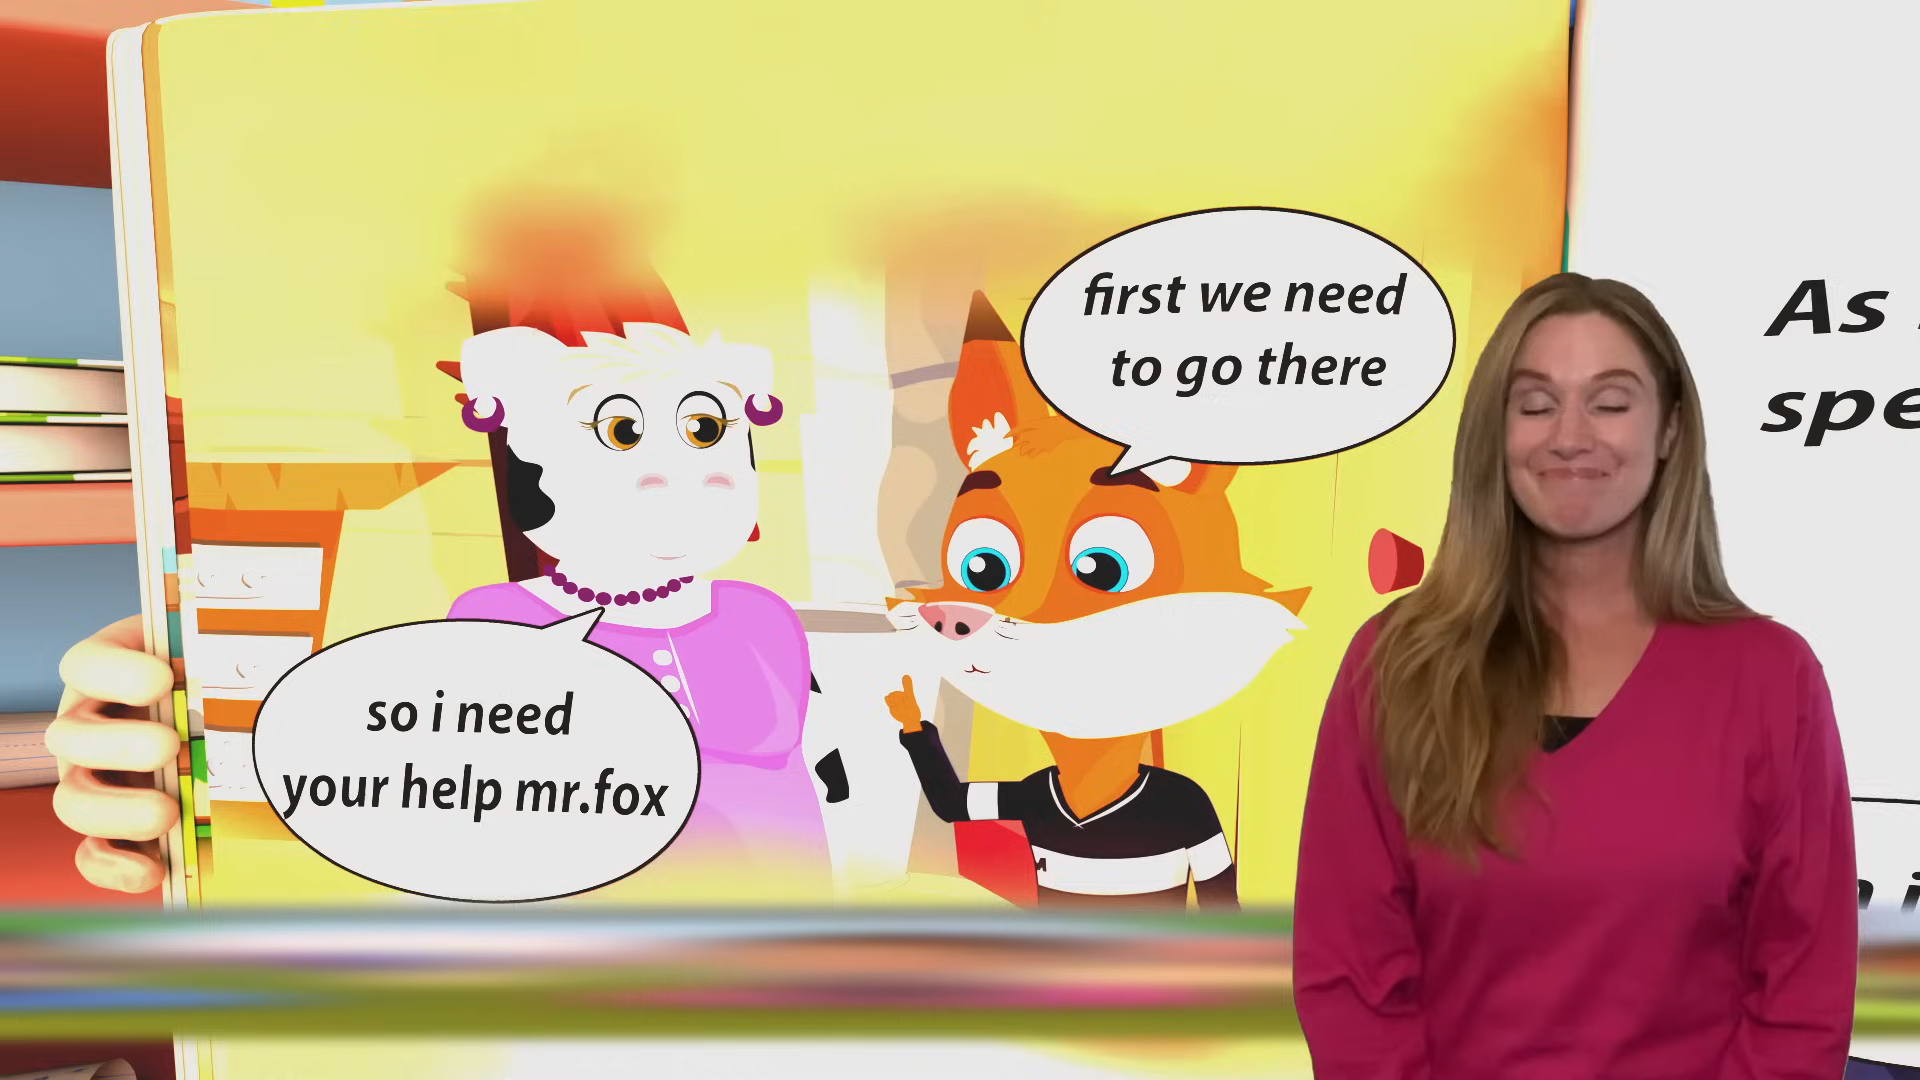 first we need
to go there
so i need
your help mr.fox
As
spe